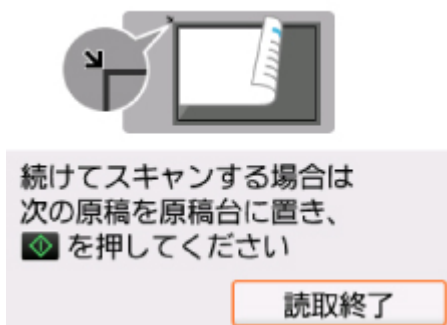 続けてスキャンする場合は
次の原稿を原稿台に置き、
を押してください
読取終了